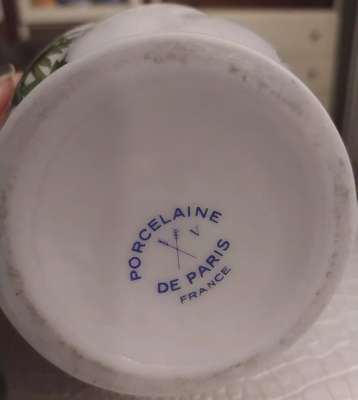 PORCELAINE
V
DE PARIS
FRANCE